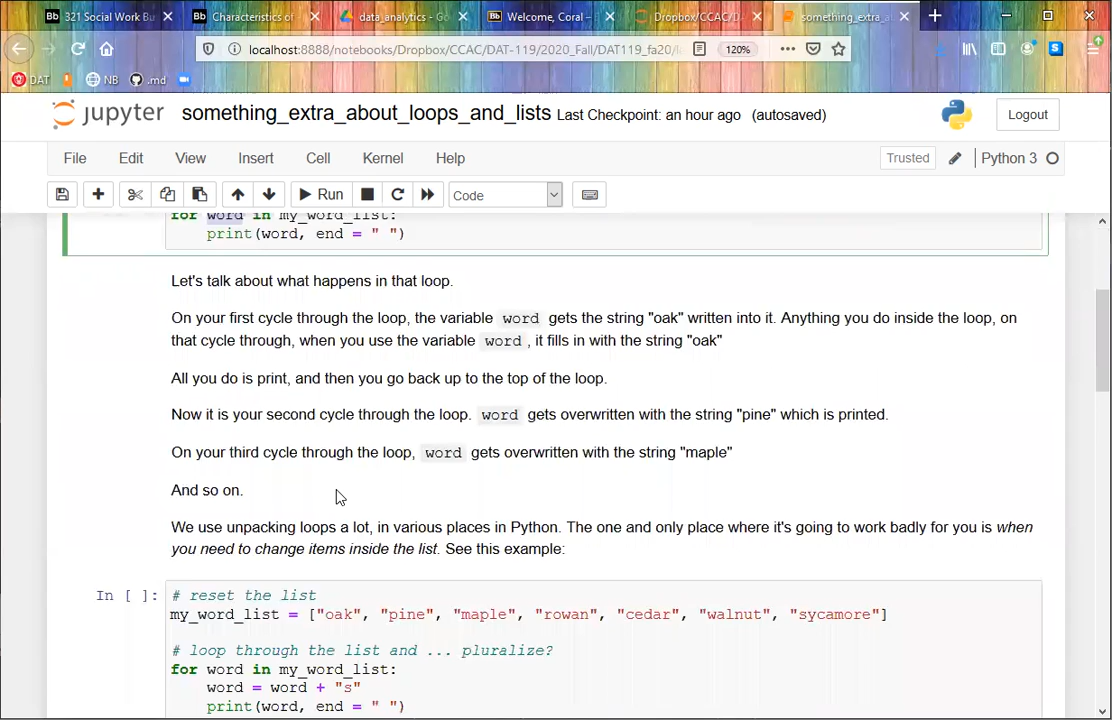 321 Social Work Bu
Characteristics of
data_analytics - Go
Welcome, Coral –
Dropbox/CCAC/D
something_extra_a
localhost:8888/notebooks/Dropbox/CCAC/DAT-119/2020_Fall/DAT119_fa20/l
120%
DAT
NB
.md
jupyter something_extra_about_loops_and_lists Last Checkpoint: an hour ago (autosaved)
Logout
File Edit View Insert Cell Kernel Help
Trusted
Python 3
Run
Code
for word in my_word_list:
print(word, end = " ")
Let's talk about what happens in that loop.
On your first cycle through the loop, the variable word gets the string "oak" written into it. Anything you do inside the loop, on
that cycle through, when you use the variable word , it fills in with the string "oak"
All you do is print, and then you go back up to the top of the loop.
Now it is your second cycle through the loop. word gets overwritten with the string "pine" which is printed.
On your third cycle through the loop, word gets overwritten with the string "maple"
And so on.
We use unpacking loops a lot, in various places in Python. The one and only place where it's going to work badly for you is when
you need to change items inside the list. See this example:
In [ ]:
# reset the list
my_word_list = ["oak", "pine", "maple", "rowan", "cedar", "walnut", "sycamore"]
# loop through the list and ... pluralize?
for word in my_word_list:
word = word + "s"
print(word, end = " ")